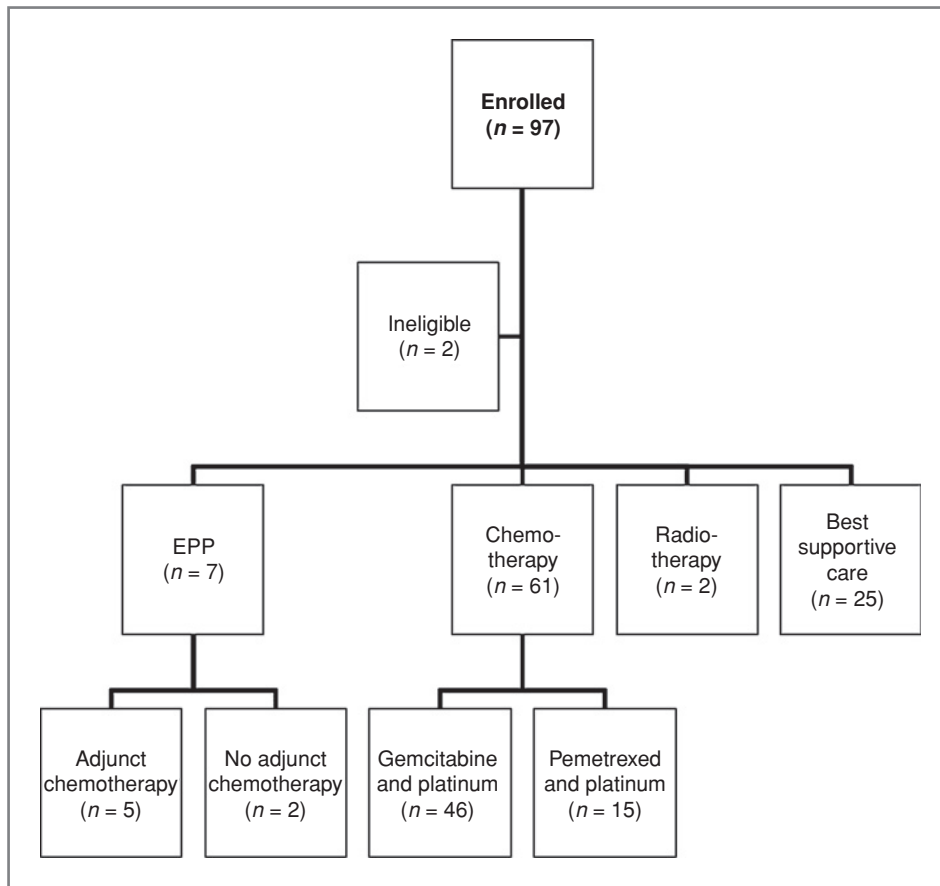 Enrolled
(n = 97)
Ineligible
(n = 2)
EPP
(n = 7)
Chemo-
therapy
(n = 61)
Radio-
therapy
(n = 2)
Best
supportive
care
(n = 25)
Adjunct
chemotherapy
(n = 5)
No adjunct
chemotherapy
(n = 2)
Gemcitabine
and platinum
(n = 46)
Pemetrexed
and platinum
(n = 15)